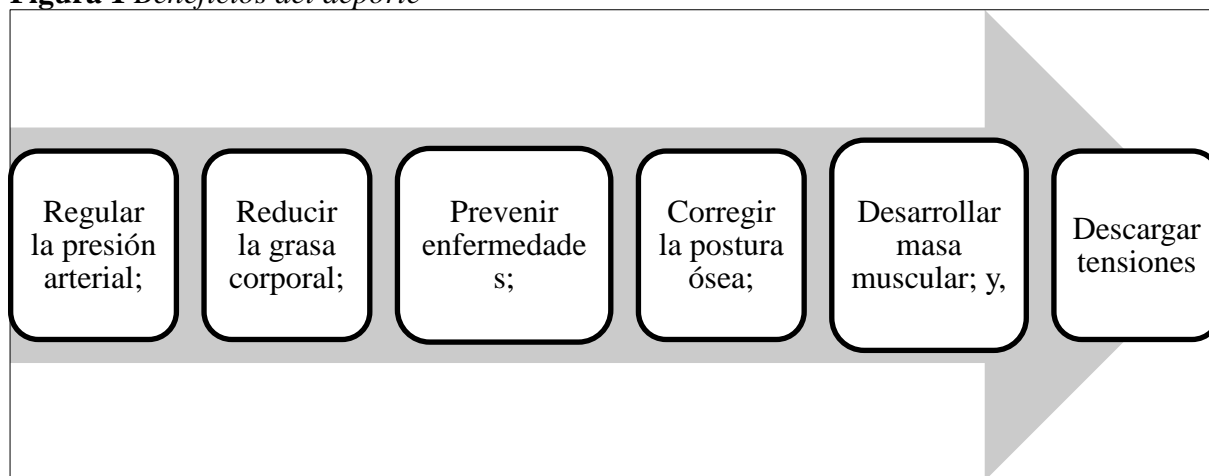 Figura 1 Beneficios del deporte
Regular
la presión
arterial;
Reducir
la grasa
corporal;
Prevenir
enfermedade
s;
Corregir
la postura
ósea;
Desarrollar
masa
muscular; y,
Descargar
tensiones